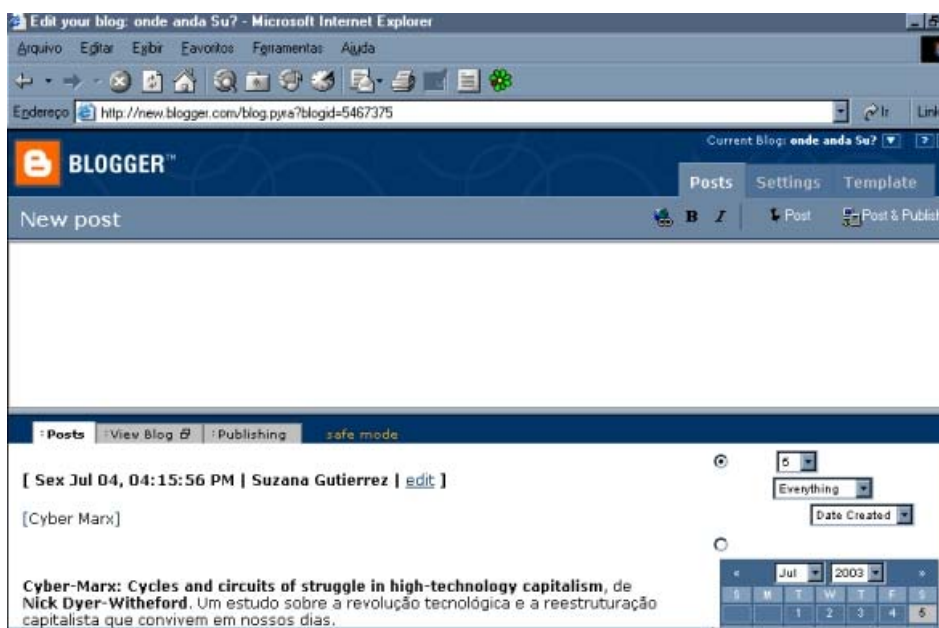 Edit your blog: onde anda Su? - Microsoft Internet Explorer
Arquivo Editar Exibir Favoritos Ferramentas Ajuda
Endereço http://new.blogger.com/blog.pyra?blogid=5467375 Ir Link
Current Blog: onde anda Su? ?
BLOGGER™
Posts Settings Template
New post B I Post Post & Publish
Posts View Blog Publishing safe mode
[ Sex Jul 04, 04:15:56 PM | Suzana Gutierrez | edit ]
Everything
Date Created
[Cyber Marx]
Jul 2003
« »
S M T W T F S
1 2 3 4 5
Cyber-Marx: Cycles and circuits of struggle in high-technology capitalism, de
Nick Dyer-Witheford. Um estudo sobre a revolução tecnológica e a reestruturação
capitalista que convivem em nossos dias.